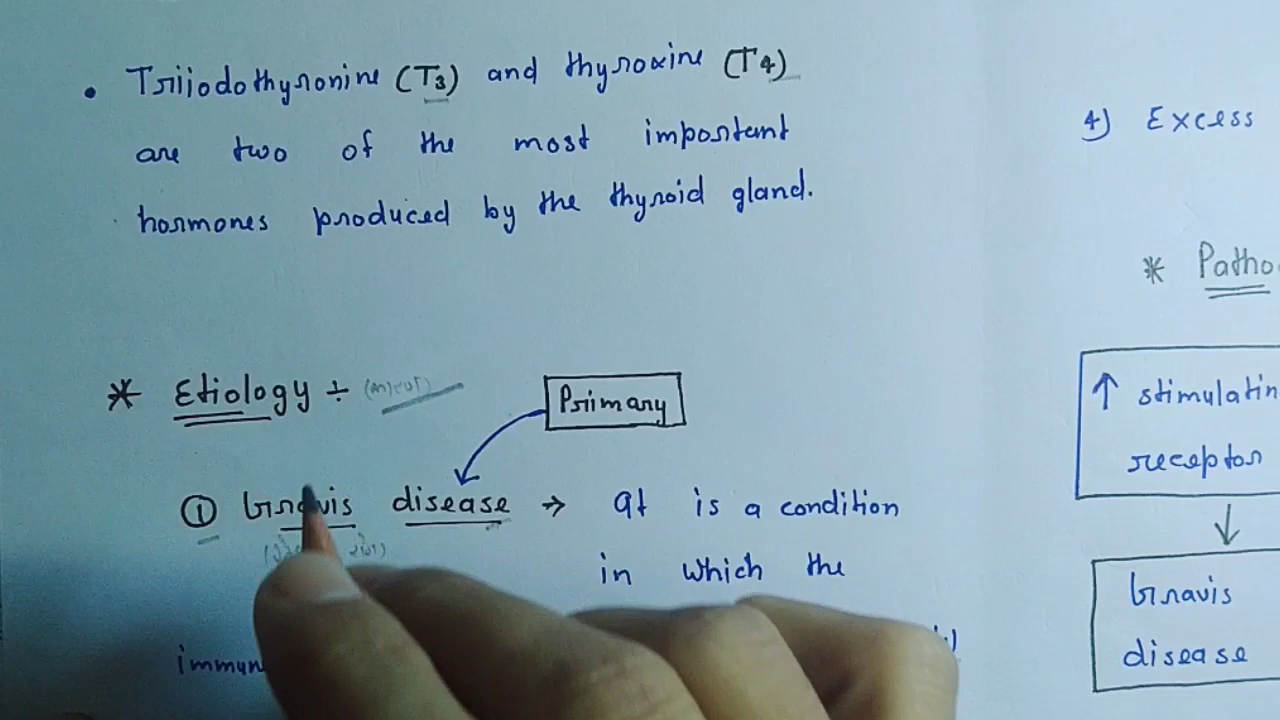 • Triiodothyronine (T3) and thyroxine (T4)
are two of the most important
hormones produced by the thyroid gland.
* Etiology ÷
Primary
① Gravis disease → It is a condition
in which the
immun
4) Excess
* Patho
↑ stimulatin
receptor
↓
Gravis
disease